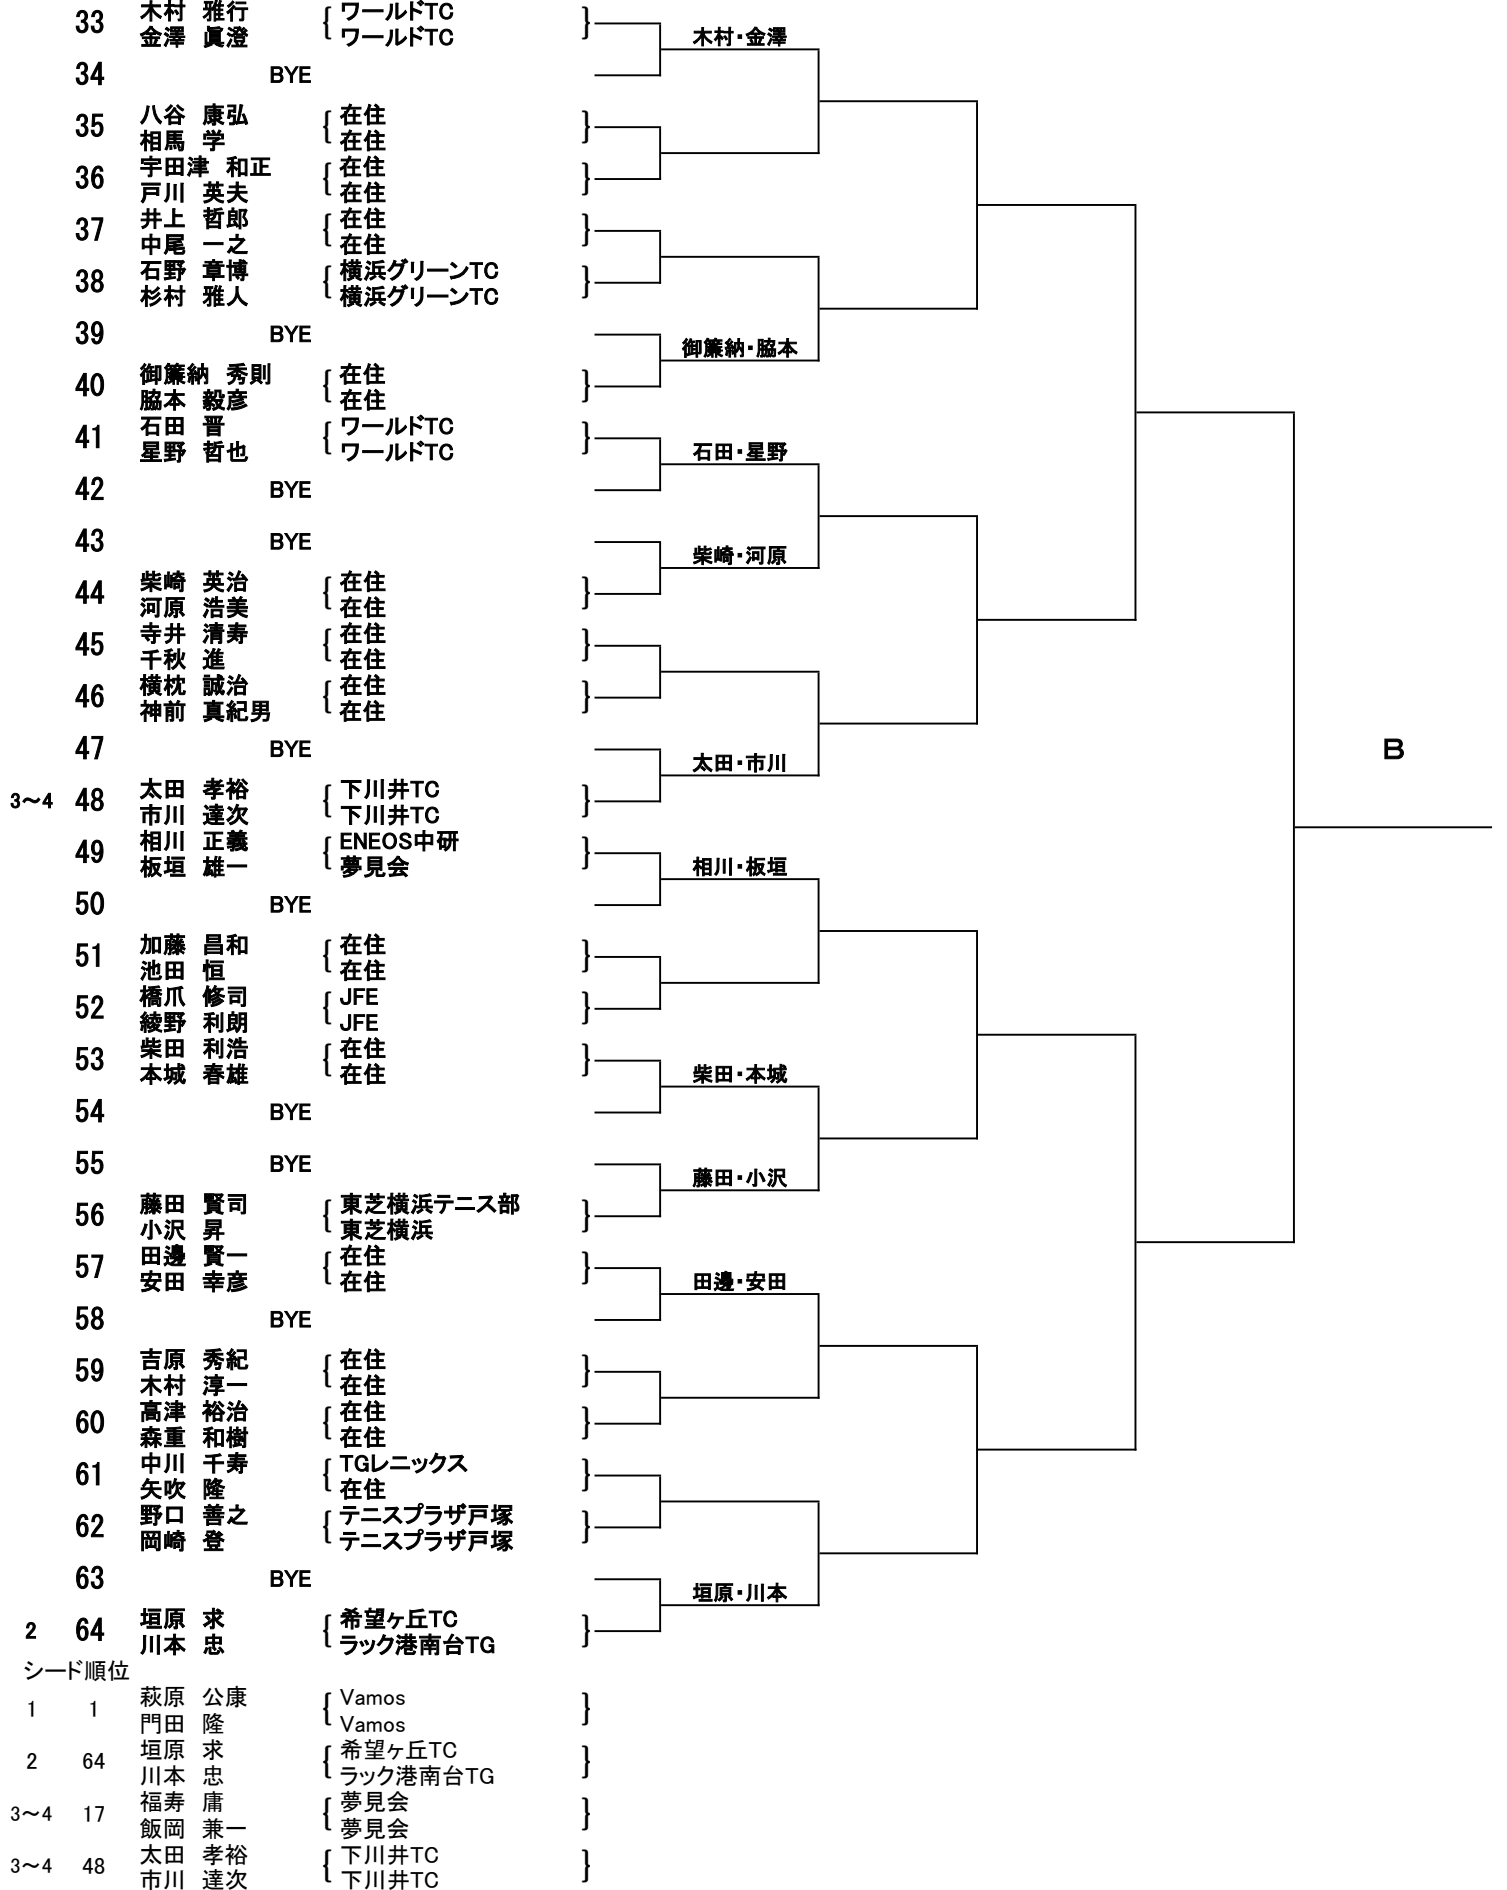 33 木村 雅行 { ワールドTC }
金澤 眞澄 ワールドTC
木村・金澤
34 BYE
35 八谷 康弘 { 在住 }
相馬 学 在住
36 宇田津 和正 { 在住 }
戸川 英夫 在住
37 井上 哲郎 { 在住 }
中尾 一之 在住
38 石野 章博 { 横浜グリーンTC }
杉村 雅人 横浜グリーンTC
39 BYE
御簾納・脇本
40 御簾納 秀則 { 在住 }
脇本 毅彦 在住
41 石田 晋 { ワールドTC }
星野 哲也 ワールドTC
石田・星野
42 BYE
43 BYE
柴崎・河原
44 柴崎 英治 { 在住 }
河原 浩美 在住
45 寺井 清寿 { 在住 }
千秋 進 在住
46 横枕 誠治 { 在住 }
神前 真紀男 在住
47 BYE
B
太田・市川
3～4 48 太田 孝裕 { 下川井TC }
市川 達次 下川井TC
49 相川 正義 { ENEOS中研 }
板垣 雄一 夢見会
相川・板垣
50 BYE
51 加藤 昌和 { 在住 }
池田 恒 在住
52 橋爪 修司 { JFE }
綾野 利朗 JFE
53 柴田 利浩 { 在住 }
本城 春雄 在住
柴田・本城
54 BYE
55 BYE
藤田・小沢
56 藤田 賢司 { 東芝横浜テニス部 }
小沢 昇 東芝横浜
57 田邊 賢一 { 在住 }
安田 幸彦 在住
田邊・安田
58 BYE
59 吉原 秀紀 { 在住 }
木村 淳一 在住
60 高津 裕治 { 在住 }
森重 和樹 在住
61 中川 千寿 { TGレニックス }
矢吹 隆 在住
62 野口 善之 { テニスプラザ戸塚 }
岡崎 登 テニスプラザ戸塚
63 BYE
垣原・川本
2 64 垣原 求 { 希望ヶ丘TC }
川本 忠 ラック港南台TG
シード順位
1 1 萩原 公康 { Vamos }
門田 隆 Vamos
2 64 垣原 求 { 希望ヶ丘TC }
川本 忠 ラック港南台TG
3～4 17 福寿 庸 { 夢見会 }
飯岡 兼一 夢見会
3～4 48 太田 孝裕 { 下川井TC }
市川 達次 下川井TC